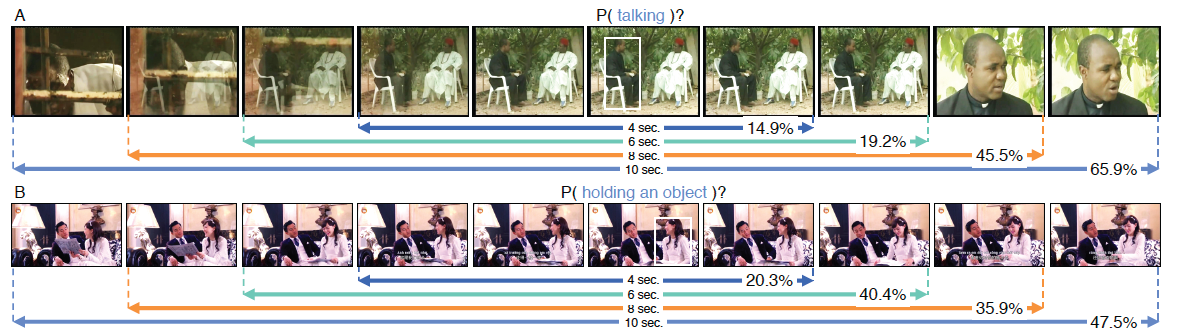 A
P( talking )?
4 sec.
14.9%
6 sec.
19.2%
8 sec.
45.5%
10 sec.
65.9%
B
P( holding an object )?
4 sec.
20.3%
6 sec.
40.4%
8 sec.
35.9%
10 sec.
47.5%